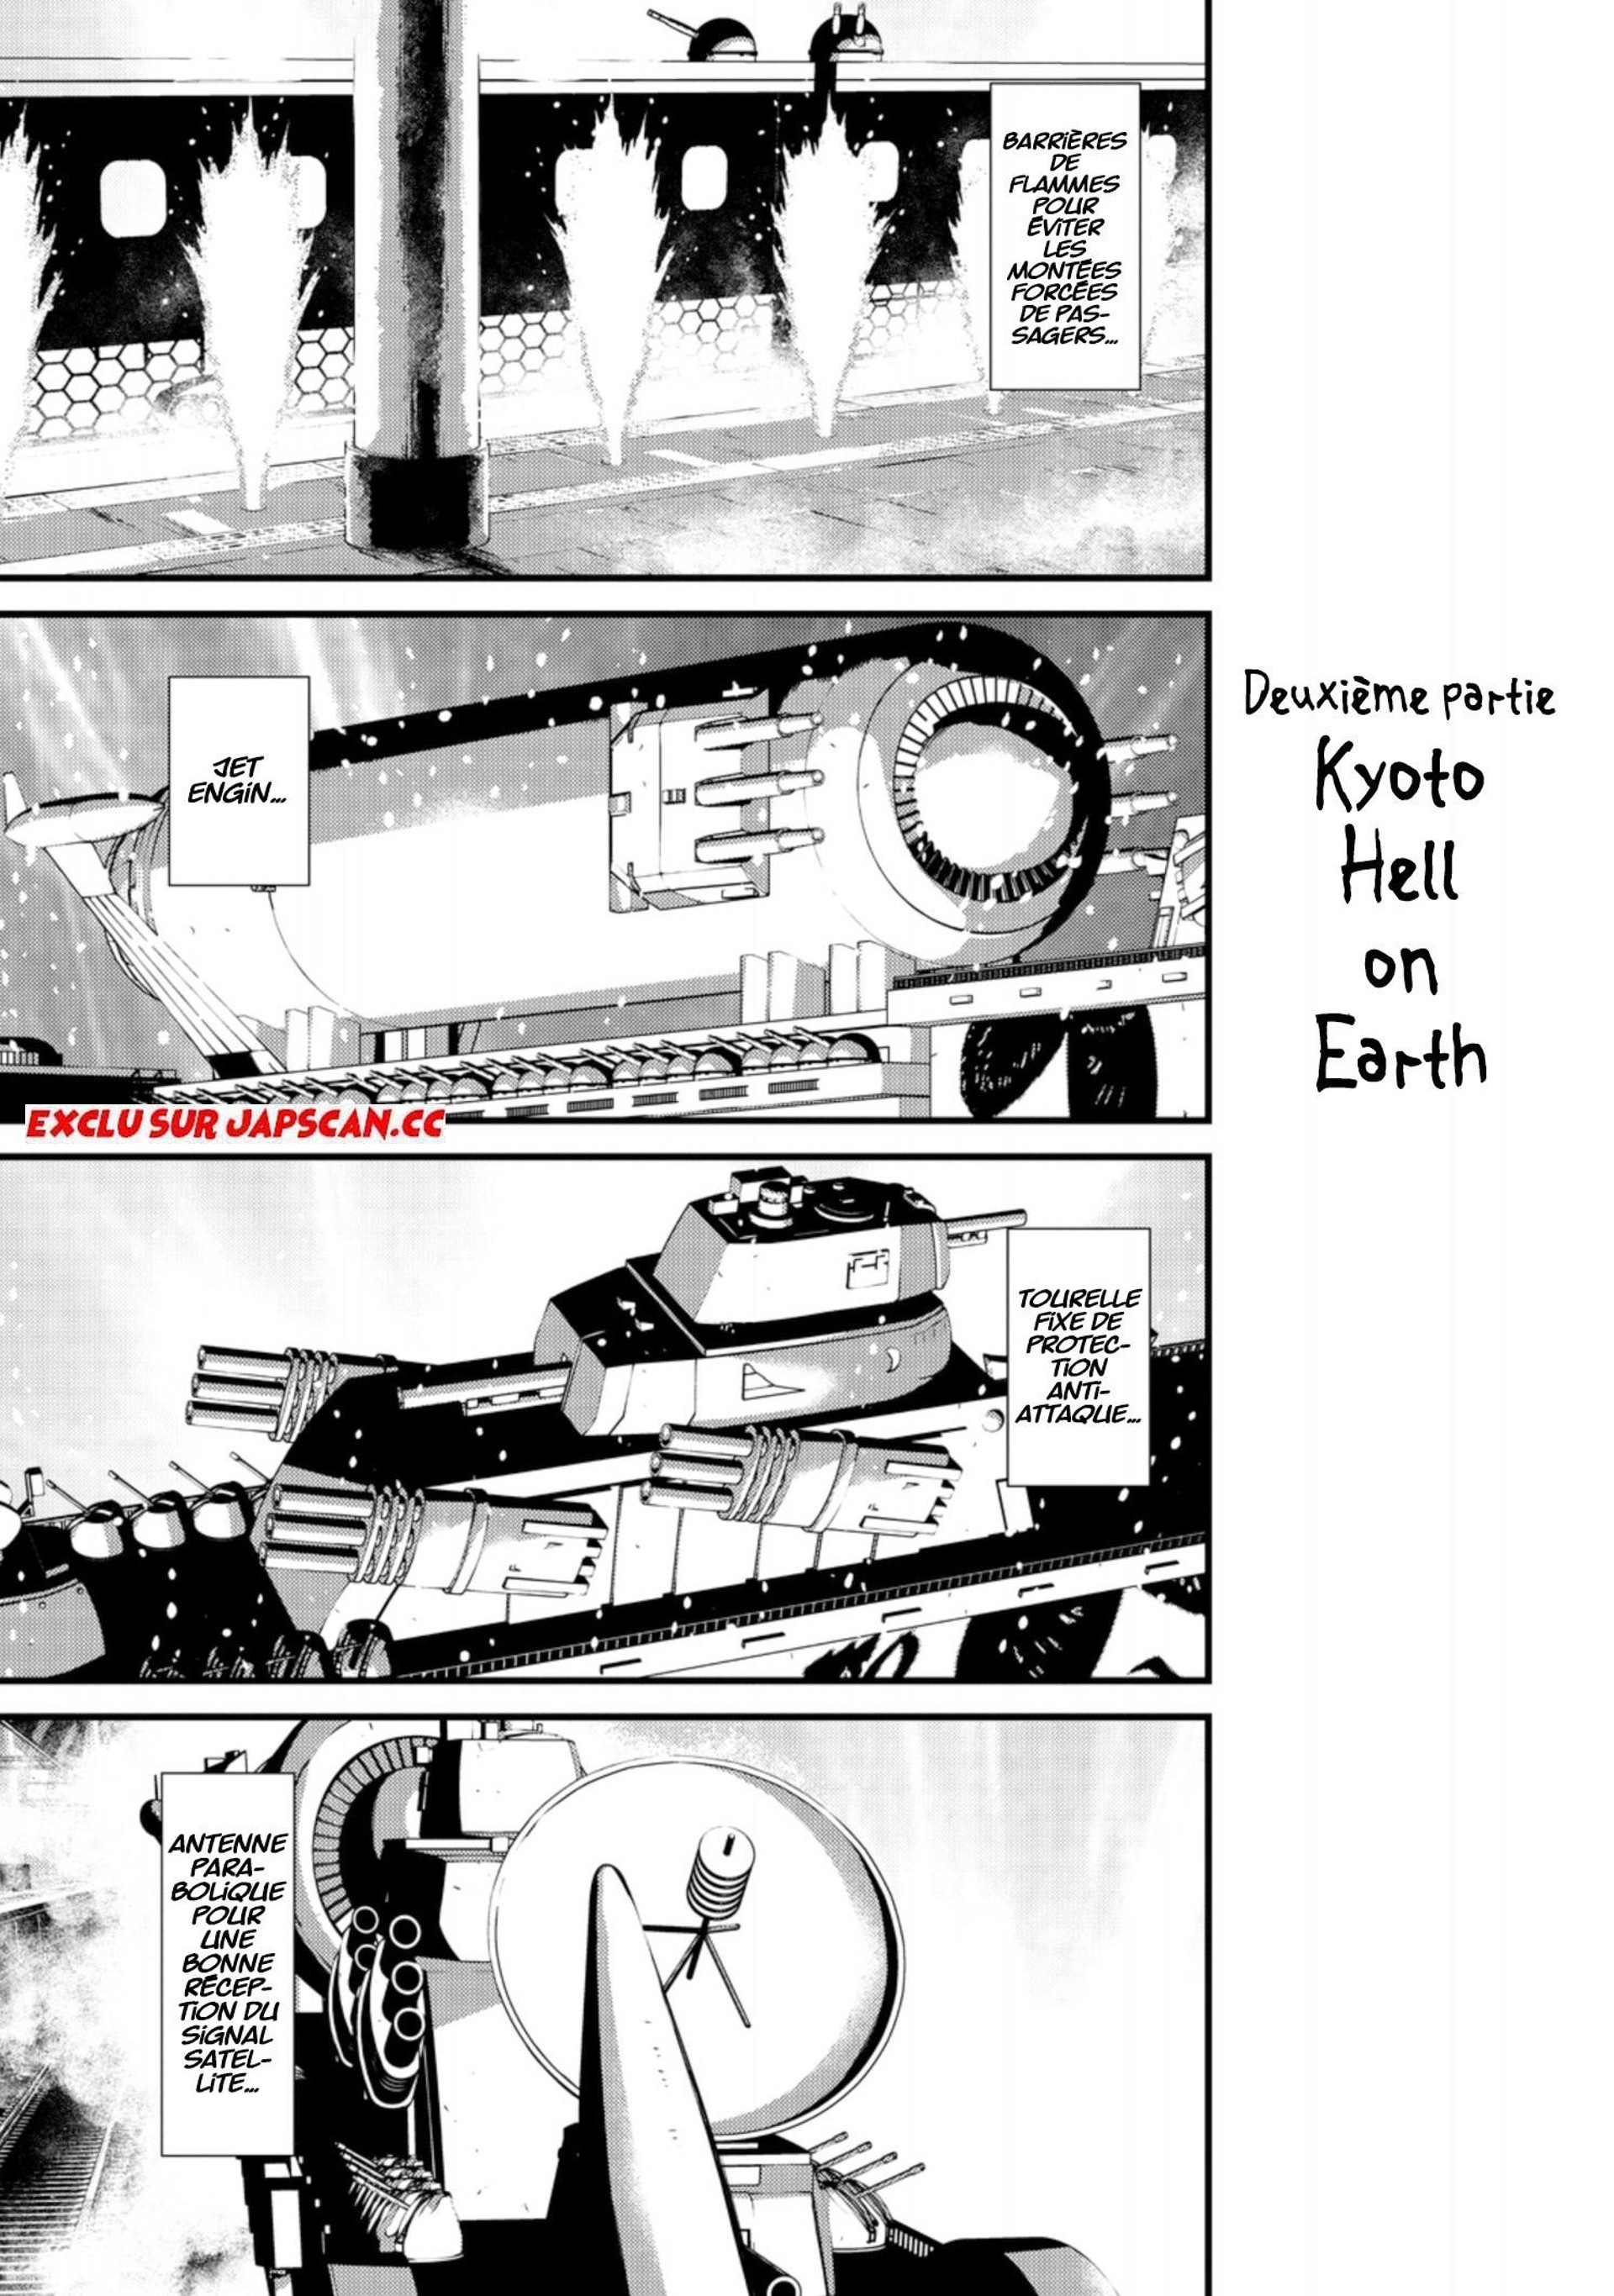 BARRIÈRES
DE
FLAMMES
POUR
ÉVITER
LES
MONTÉES
FORCÉES
DE PAS-
SAGERS...
Deuxième partie
Kyoto
Hell
on
Earth
JET
ENGIN...
EXCLU SUR JAPSCAN.CC
TOURELLE
FIXE DE
PROTEC-
TION
ANTI-
ATTAQUE...
ANTENNE
PARA-
BOLIQUE
POUR
UNE
BONNE
RÉCEP-
TION DU
SIGNAL
SATEL-
LITE...